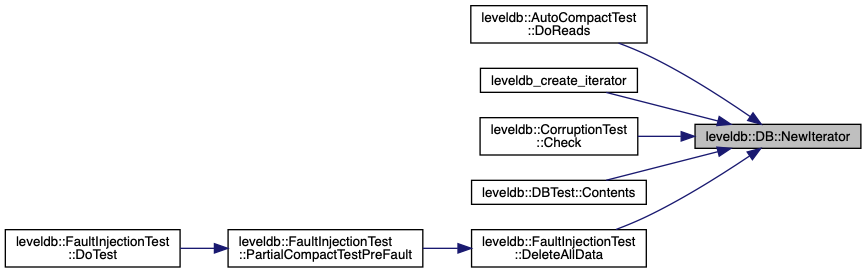 leveldb::AutoCompactTest
::DoReads
leveldb_create_iterator
leveldb::CorruptionTest
::Check
leveldb::DB::NewIterator
leveldb::DBTest::Contents
leveldb::FaultInjectionTest
::DoTest
leveldb::FaultInjectionTest
::PartialCompactTestPreFault
leveldb::FaultInjectionTest
::DeleteAllData